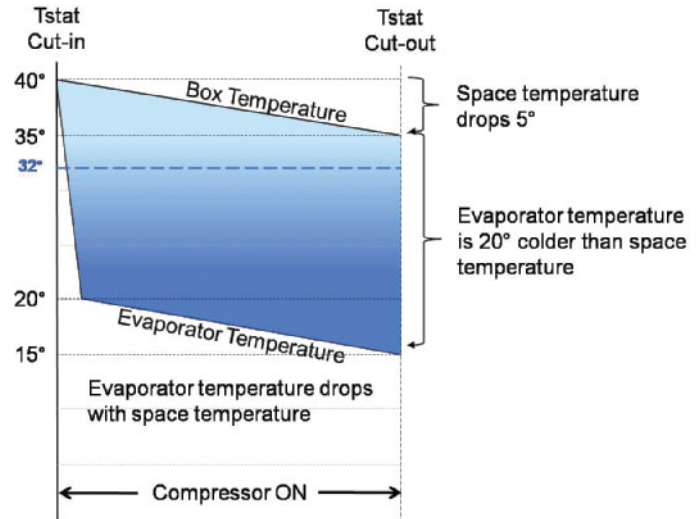 Tstat
Cut-in
Tstat
Cut-out
40°
Box Temperature
Space temperature
drops 5°
35°
32°
Evaporator temperature
is 20° colder than space
temperature
20°
Evaporator Temperature
15°
Evaporator temperature drops
with space temperature
Compressor ON